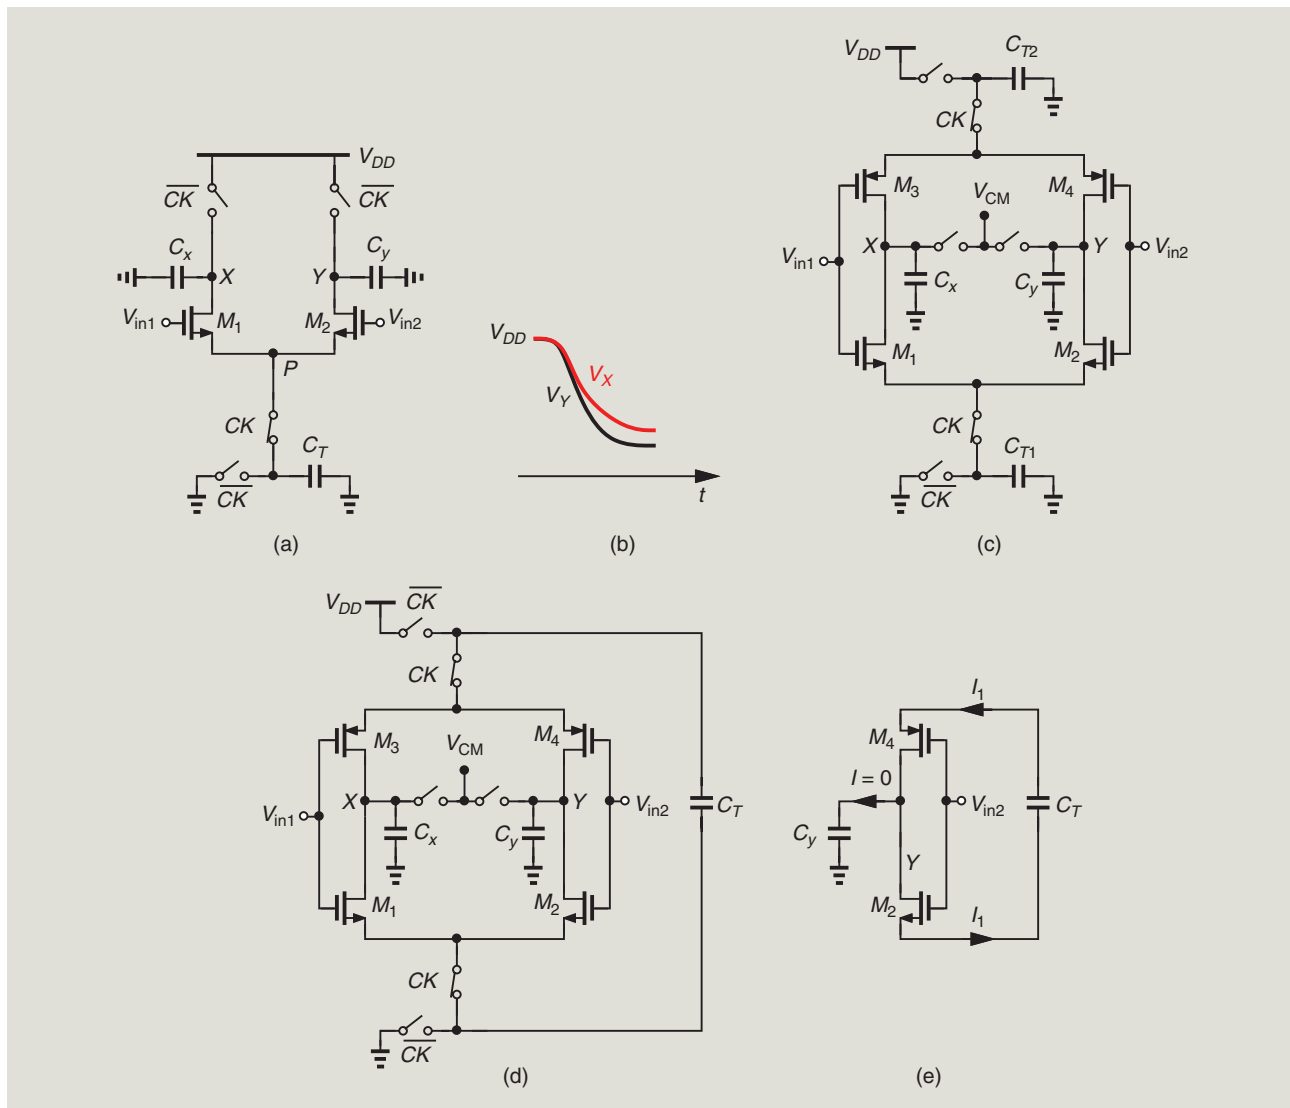 V_DD
C_T2
CK
V_DD
CK̅ CK̅
M_3 M_4
V_CM
C_x C_y
X Y
V_in1 V_in2
X Y
C_x C_y
V_in1 M_1 M_2 V_in2
V_DD
V_X
V_Y
M_1 M_2
P
CK
C_T
CK̅
t
CK
C_T1
CK̅
(a) (b) (c)
CK̅
V_DD
CK
I_1
M_3 M_4
M_4
V_CM
I = 0
X Y
V_in1 V_in2
C_T
V_in2
C_T
C_x C_y
C_y
Y
M_1 M_2
M_2
I_1
CK
CK̅
(d) (e)